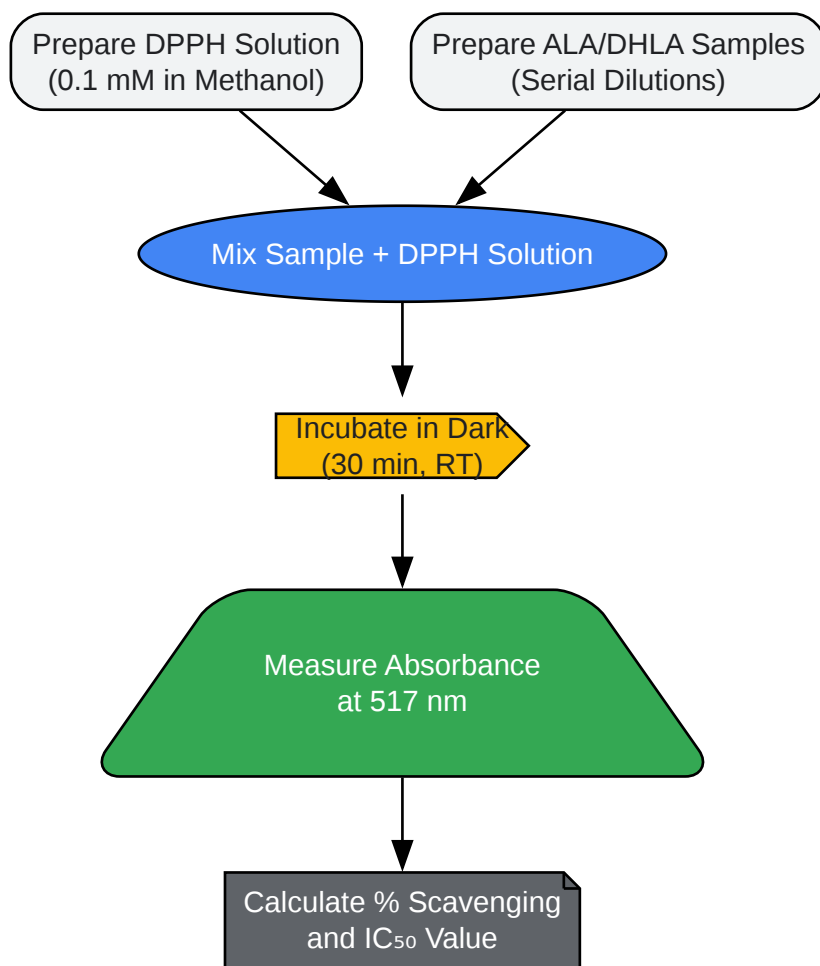 Prepare DPPH Solution
(0.1 mM in Methanol)
Prepare ALA/DHLA Samples
(Serial Dilutions)
Mix Sample + DPPH Solution
Incubate in Dark
(30 min, RT)
Measure Absorbance
at 517 nm
Calculate % Scavenging
and IC₅₀ Value